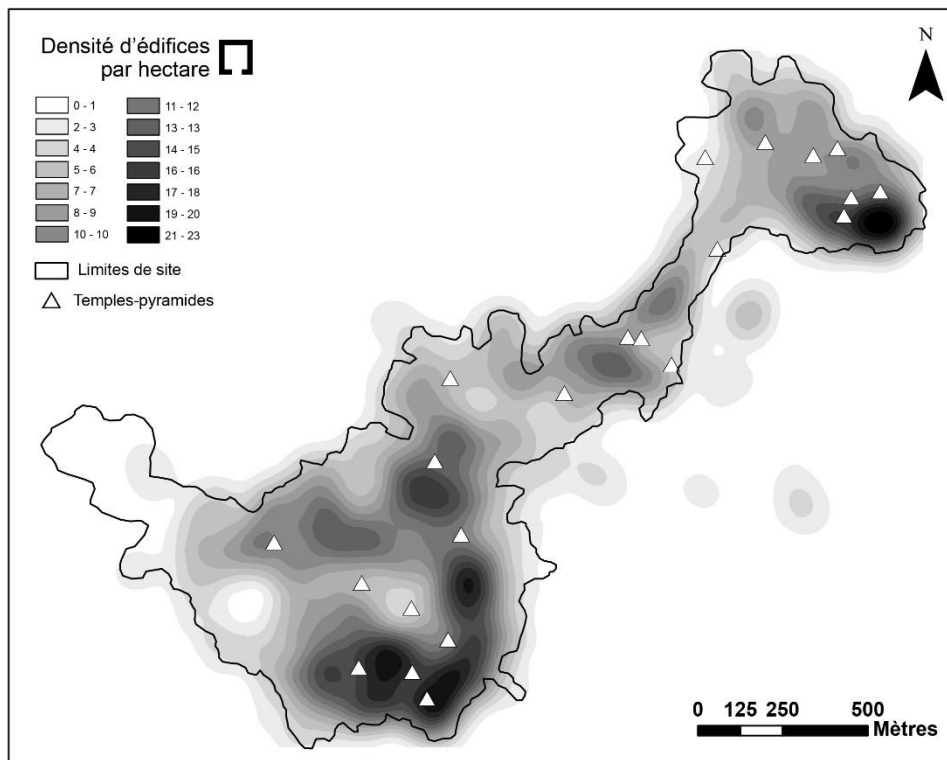 Densité d'édifices
par hectare
0 - 1
2 - 3
4 - 4
5 - 6
7 - 7
8 - 9
10 - 10
11 - 12
13 - 13
14 - 15
16 - 16
17 - 18
19 - 20
21 - 23
Limites de site
Temples-pyramides
N
0 125 250 500
Mètres